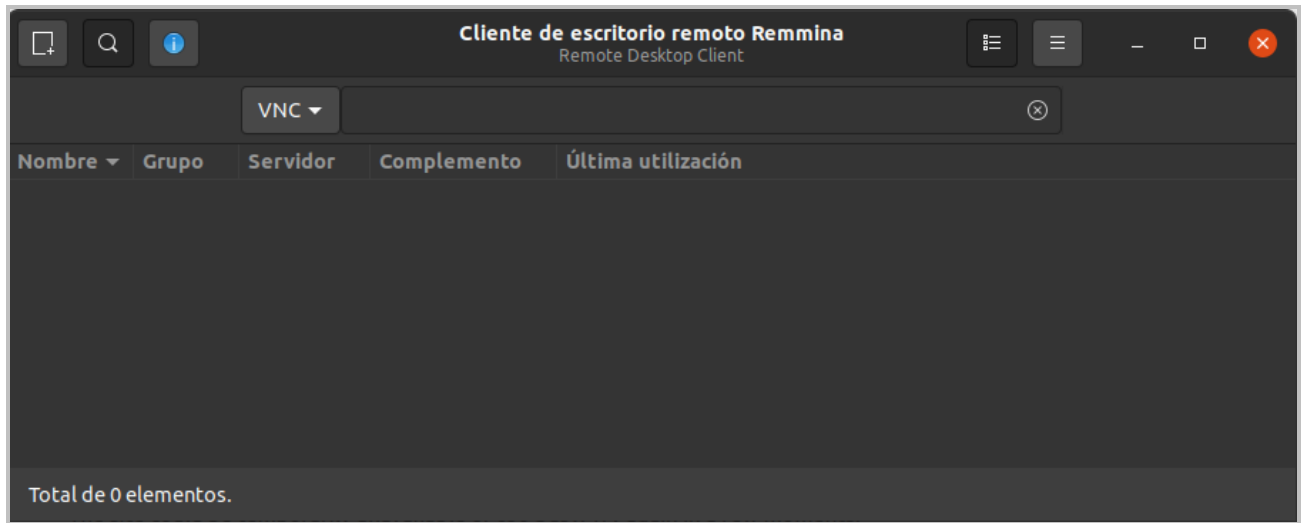 Cliente de escritorio remoto Remmina
Remote Desktop Client
VNC
Nombre Grupo Servidor Complemento Última utilización
Total de 0 elementos.